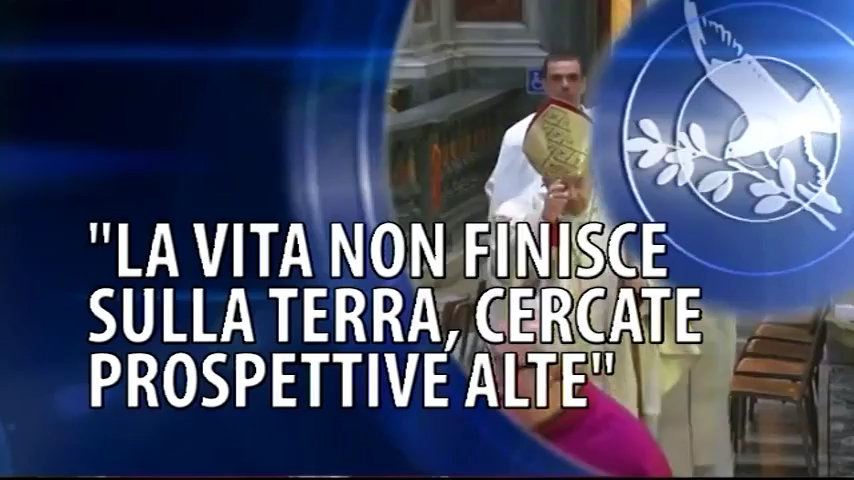 "LA VITA NON FINISCE
SULLA TERRA, CERCATE
PROSPETTIVE ALTE"